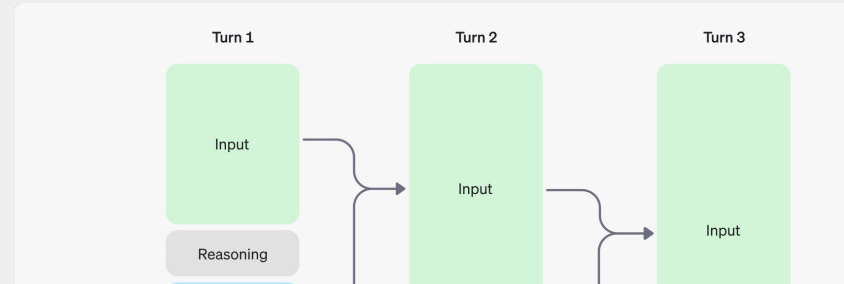 Turn 1
Turn 2
Turn 3
Input
Input
Input
Reasoning